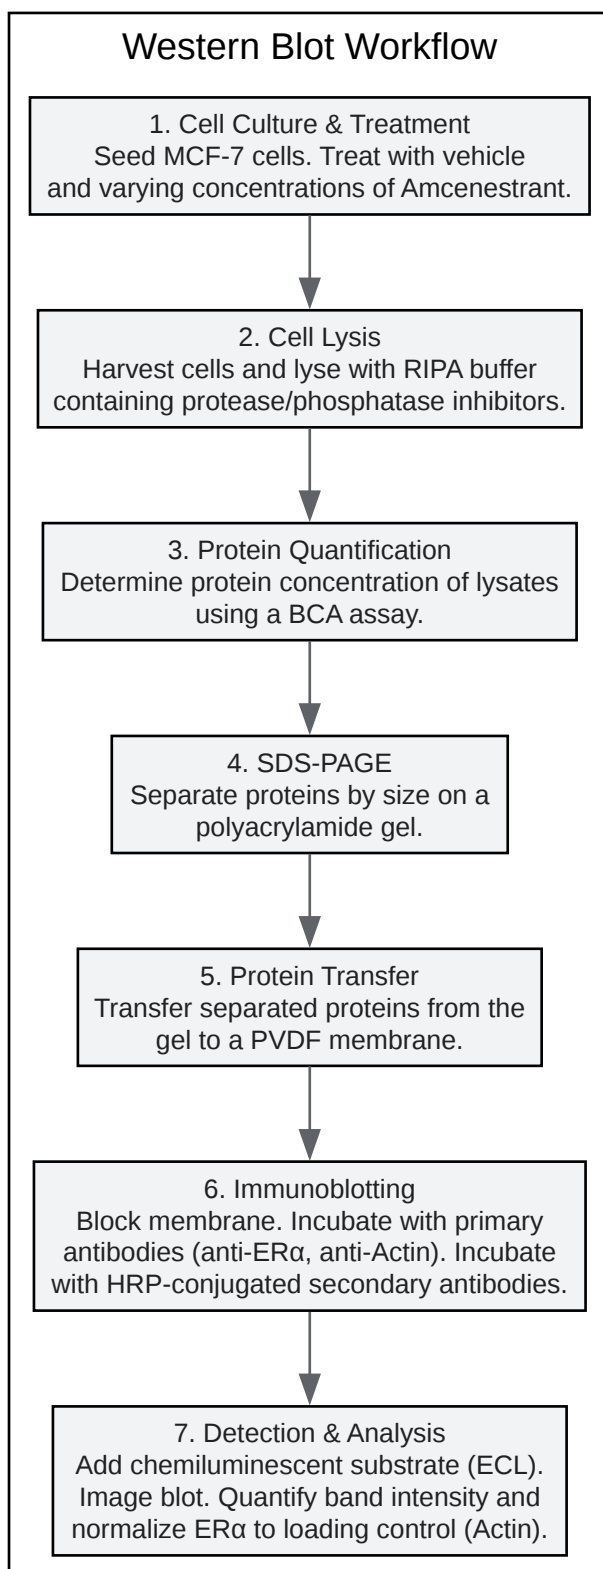 Western Blot Workflow
1. Cell Culture & Treatment
Seed MCF-7 cells. Treat with vehicle
and varying concentrations of Amcenestrant.
2. Cell Lysis
Harvest cells and lyse with RIPA buffer
containing protease/phosphatase inhibitors.
3. Protein Quantification
Determine protein concentration of lysates
using a BCA assay.
4. SDS-PAGE
Separate proteins by size on a
polyacrylamide gel.
5. Protein Transfer
Transfer separated proteins from the
gel to a PVDF membrane.
6. Immunoblotting
Block membrane. Incubate with primary
antibodies (anti-ERα, anti-Actin). Incubate
with HRP-conjugated secondary antibodies.
7. Detection & Analysis
Add chemiluminescent substrate (ECL).
Image blot. Quantify band intensity and
normalize ERα to loading control (Actin).